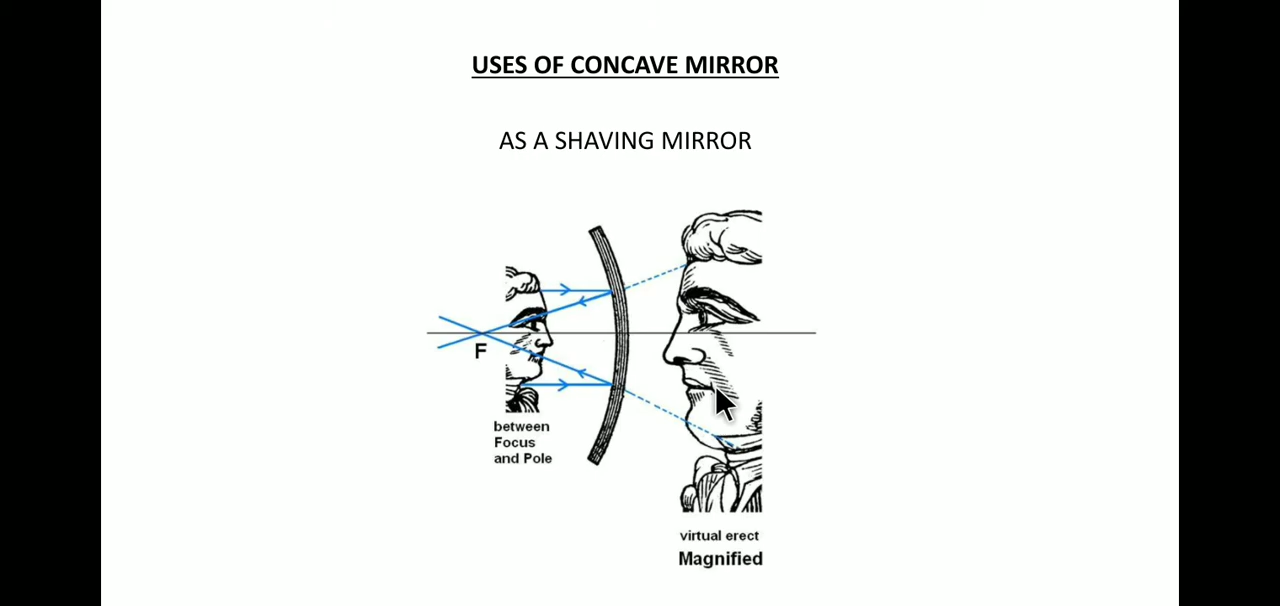 USES OF CONCAVE MIRROR
AS A SHAVING MIRROR
F
between
Focus
and Pole
virtual erect
Magnified